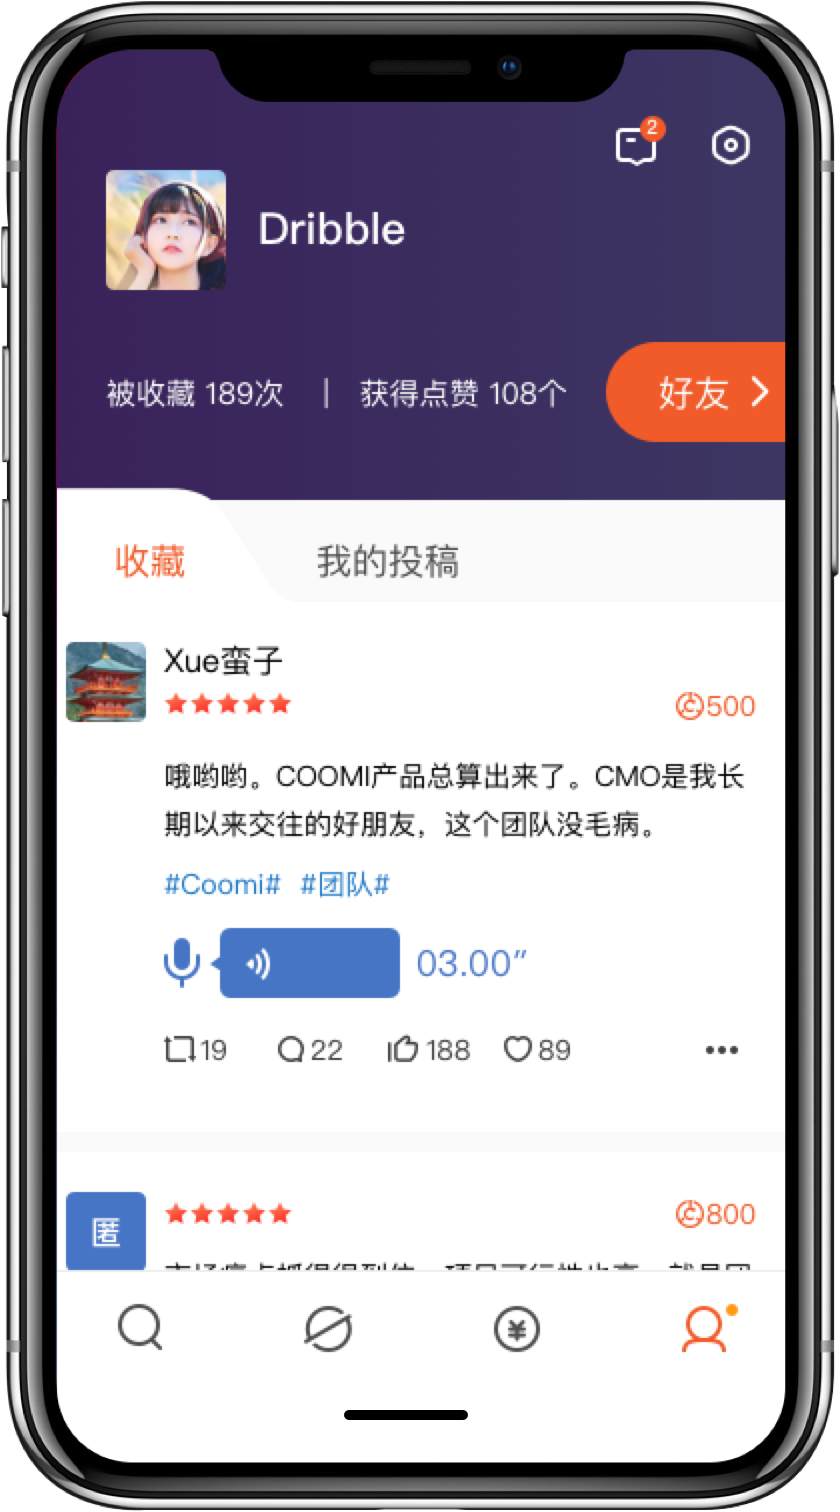 2
Dribble
被收藏 189次 | 获得点赞 108个
好友
收藏
我的投稿
Xue蛮子
500
哦哟哟。COOMI产品总算出来了。CMO是我长
期以来交往的好朋友，这个团队没毛病。
#Coomi# #团队#
03.00″
19 22 188 89
匿
800
¥